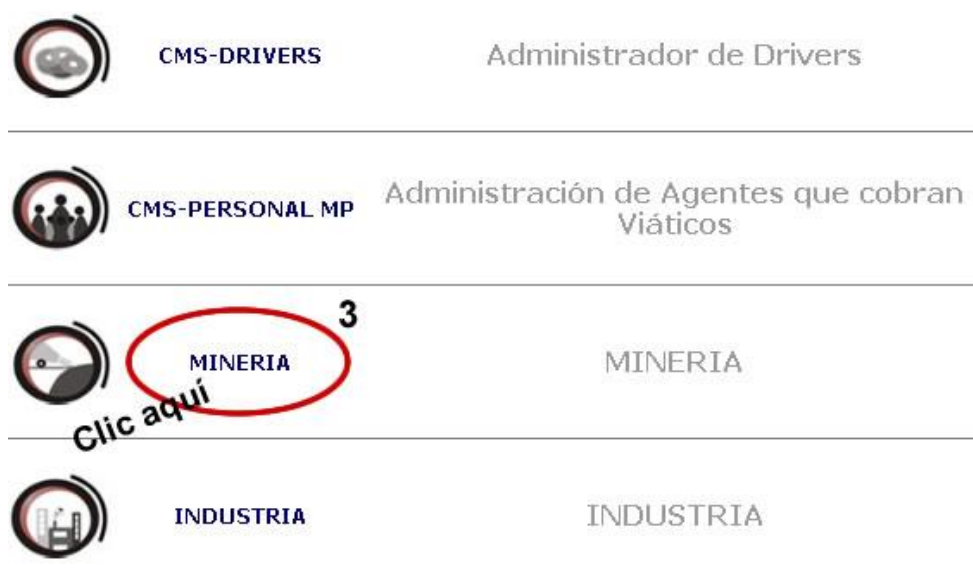 CMS-DRIVERS Administrador de Drivers
CMS-PERSONAL MP Administración de Agentes que cobran
Viáticos
3
MINERIA MINERIA
Clic aquí
INDUSTRIA INDUSTRIA